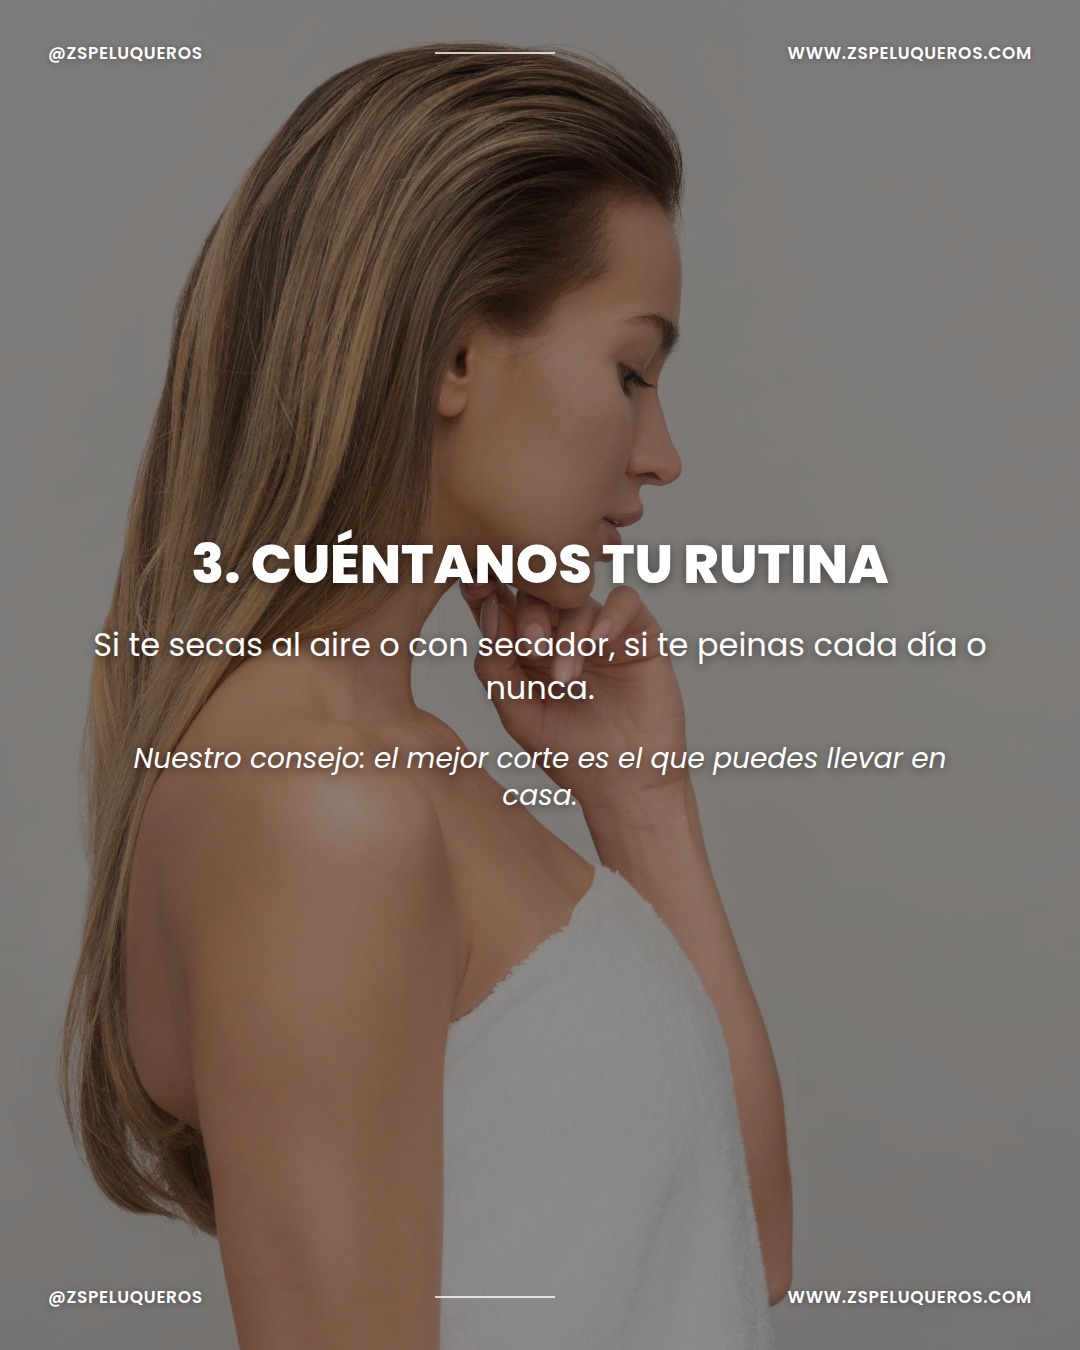 @ZSPELUQUEROS
WWW.ZSPELUQUEROS.COM
3. CUÉNTANOS TU RUTINA
Si te secas al aire o con secador, si te peinas cada día o
nunca.
Nuestro consejo: el mejor corte es el que puedes llevar en
casa.
@ZSPELUQUEROS
WWW.ZSPELUQUEROS.COM